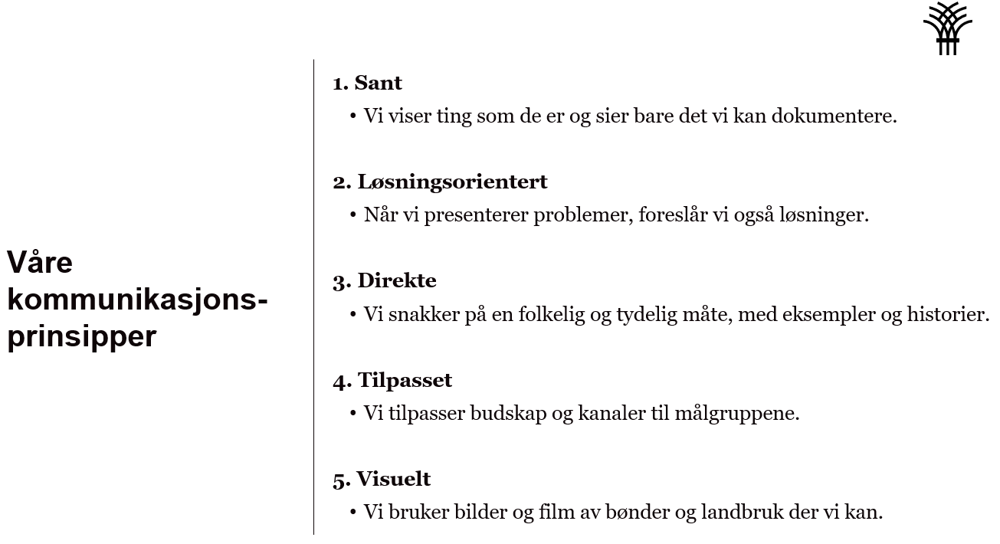 Våre
kommunikasjons-
prinsipper
1. Sant
• Vi viser ting som de er og sier bare det vi kan dokumentere.
2. Løsningsorientert
• Når vi presenterer problemer, foreslår vi også løsninger.
3. Direkte
• Vi snakker på en folkelig og tydelig måte, med eksempler og historier.
4. Tilpasset
• Vi tilpasser budskap og kanaler til målgruppene.
5. Visuelt
• Vi bruker bilder og film av bønder og landbruk der vi kan.